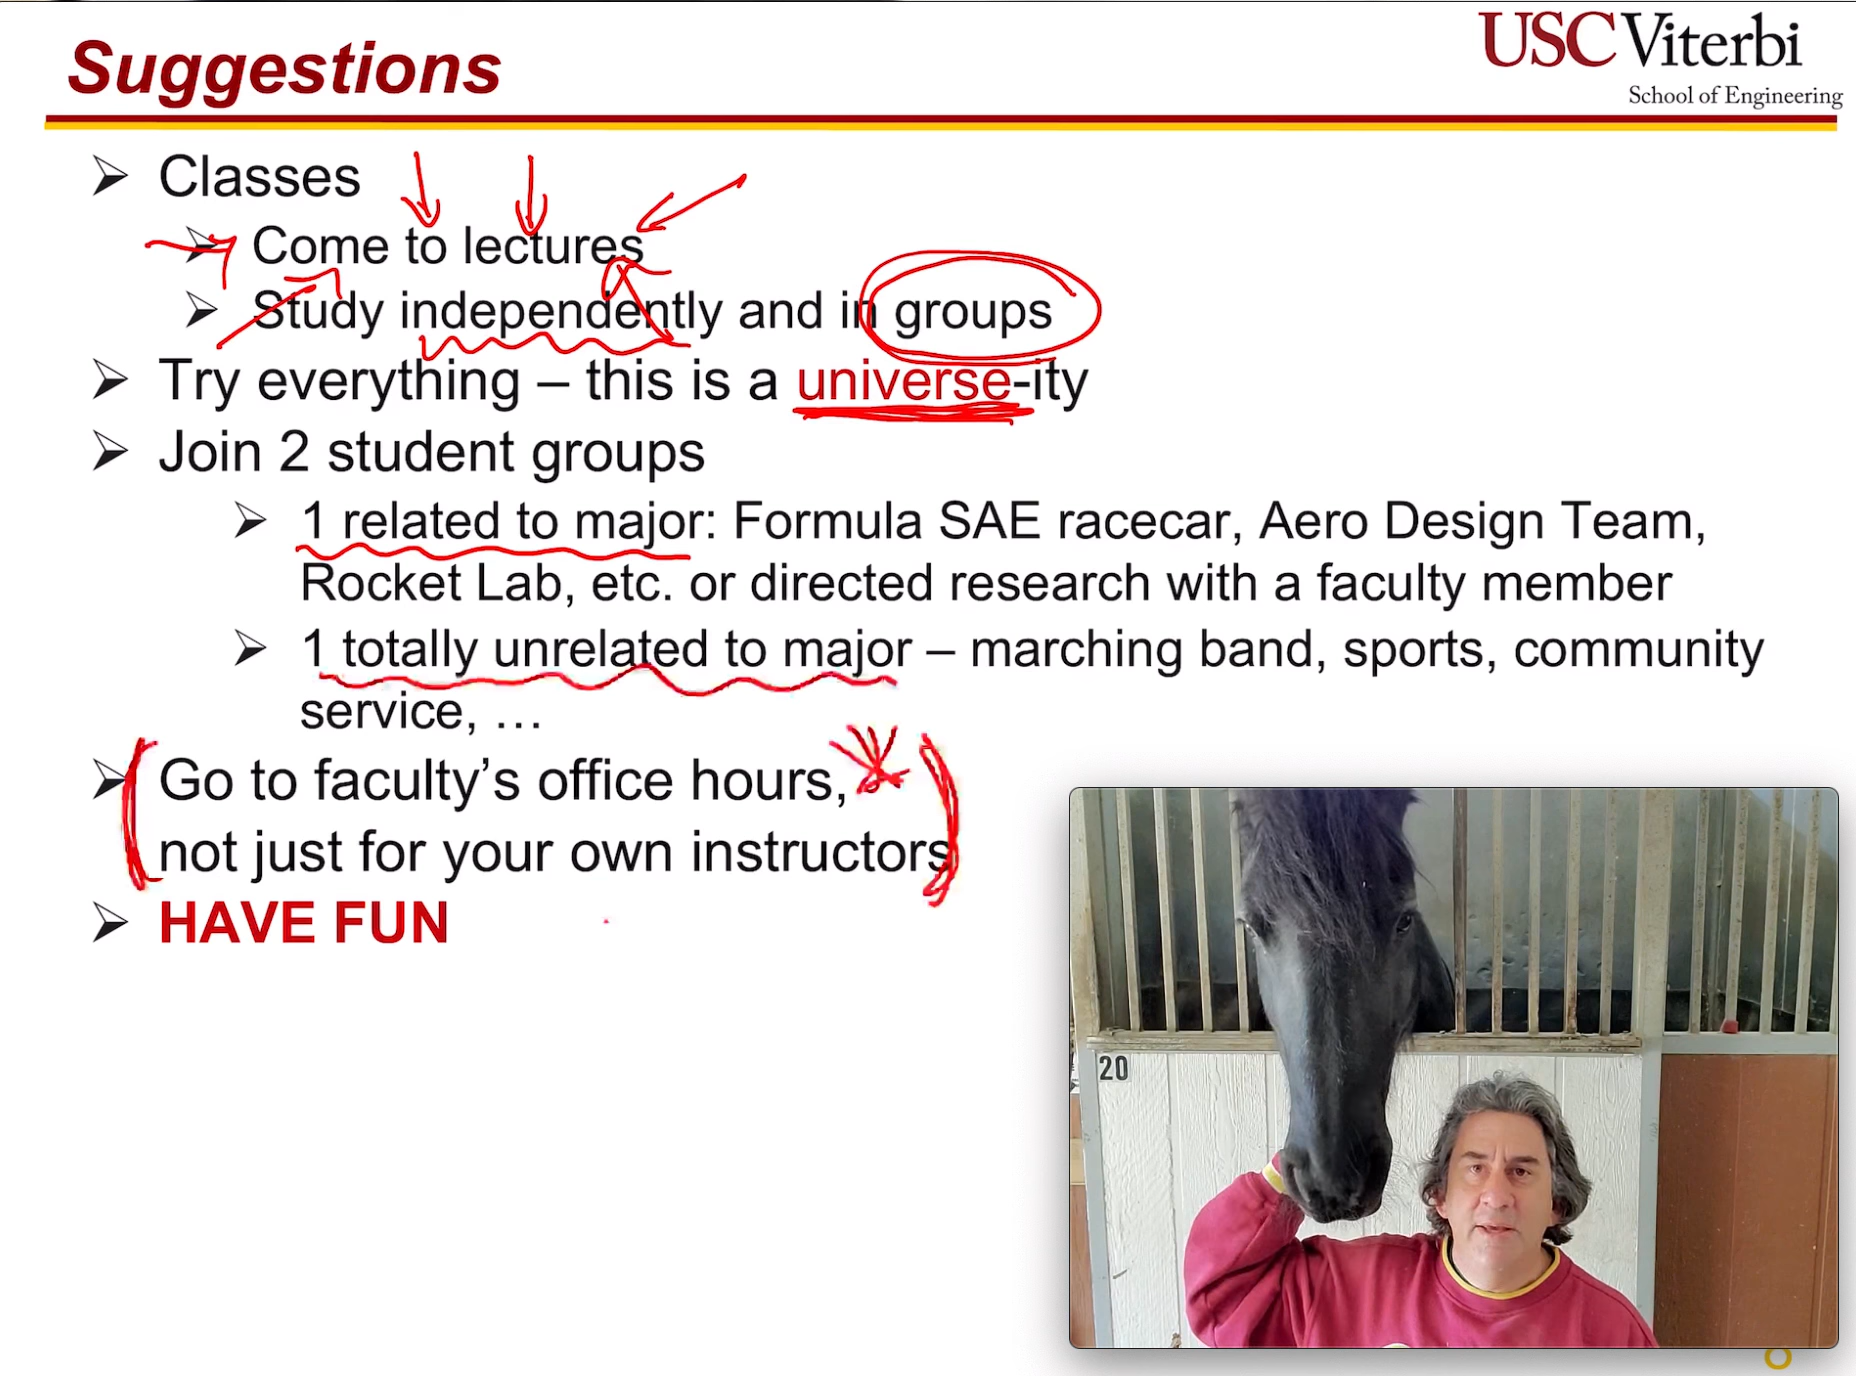 Suggestions
USC Viterbi
School of Engineering
➢ Classes
➢ Come to lectures
➢ Study independently and in groups
➢ Try everything – this is a universe-ity
➢ Join 2 student groups
➢ 1 related to major: Formula SAE racecar, Aero Design Team,
Rocket Lab, etc. or directed research with a faculty member
➢ 1 totally unrelated to major – marching band, sports, community
service, …
➢ Go to faculty’s office hours,
not just for your own instructors
➢ HAVE FUN
20